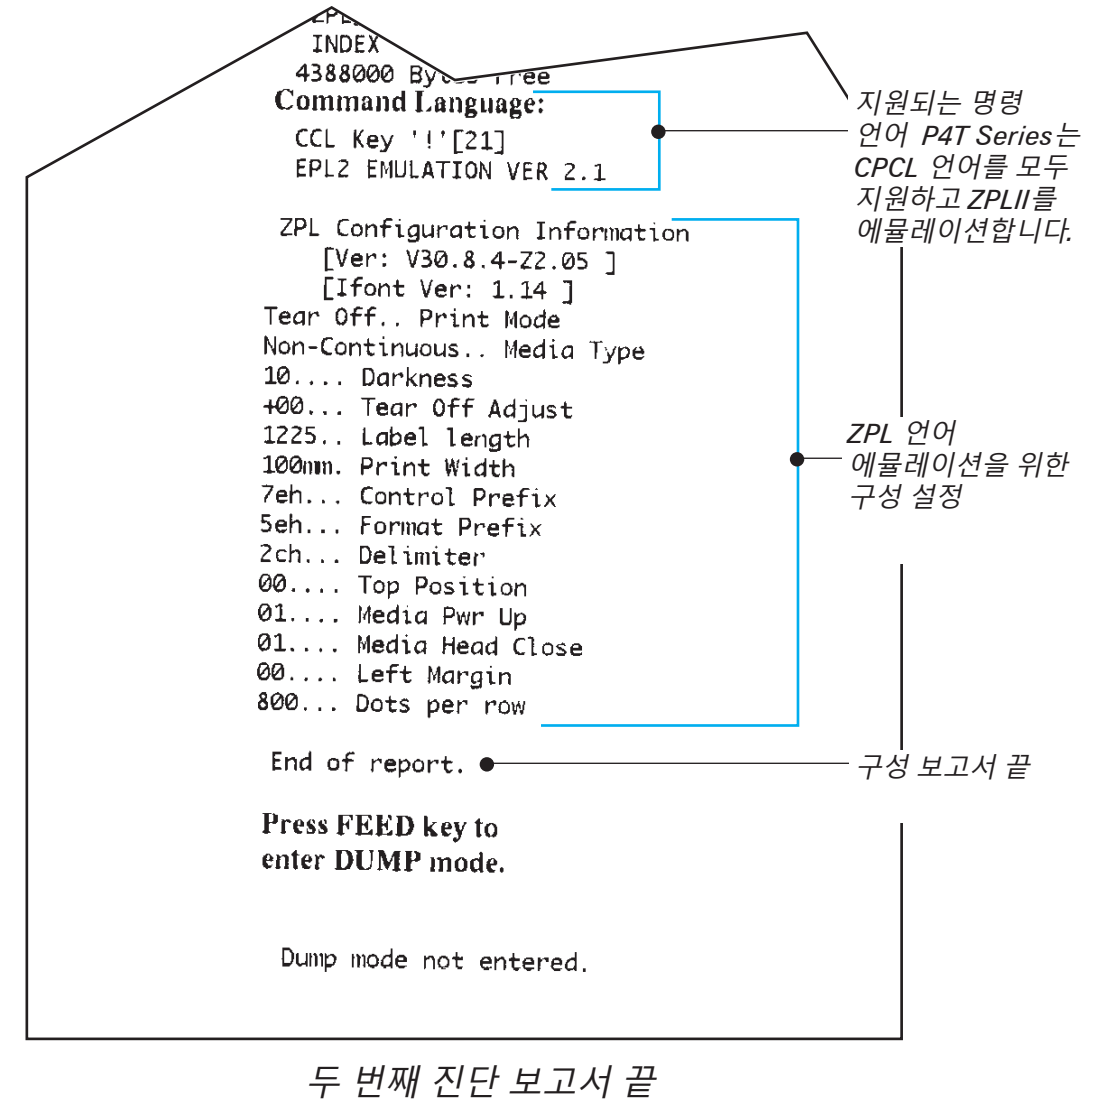 INDEX
4388000 By Free
Command Language:
CCL Key '!'[21]
EPL2 EMULATION VER 2.1
ZPL Configuration Information
[Ver: V30.8.4-Z2.05 ]
[Ifont Ver: 1.14 ]
Tear Off.. Print Mode
Non-Continuous.. Media Type
10.... Darkness
+00... Tear Off Adjust
1225.. Label length
100mm. Print Width
7eh... Control Prefix
5eh... Format Prefix
2ch... Delimiter
00.... Top Position
01.... Media Pwr Up
01.... Media Head Close
00.... Left Margin
800... Dots per row
End of report.
Press FEED key to
enter DUMP mode.
Dump mode not entered.
지원되는 명령
언어 P4T Series는
CPCL 언어를 모두
지원하고 ZPLII를
에뮬레이션합니다.
ZPL 언어
에뮬레이션을 위한
구성 설정
구성 보고서 끝
두 번째 진단 보고서 끝